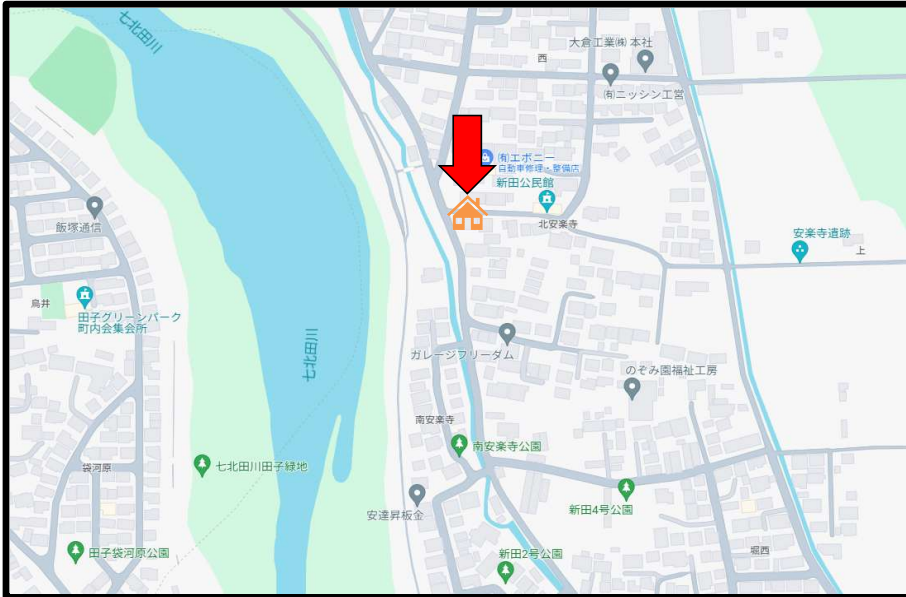 七北田川
大倉工業㈱ 本社
西
㈲ニッシン工営
㈲エボニー
自動車修理・整備店
新田公民館
北安楽寺
飯塚通信
安楽寺遺跡
上
鳥井
田子グリーンパーク
町内会集会所
七北田川
ガレージフリーダム
のぞみ園福祉工房
南安楽寺
南安楽寺公園
七北田川田子緑地
袋河原
新田4号公園
安達昇板金
田子袋河原公園
新田2号公園
堀西